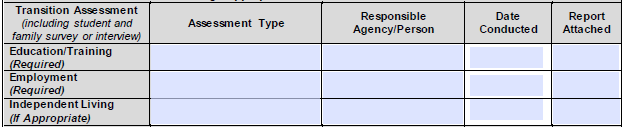 Transition Assessment
(including student and
family survey or interview)
Assessment Type
Responsible
Agency/Person
Date
Conducted
Report
Attached
Education/Training
(Required)
Employment
(Required)
Independent Living
(If Appropriate)